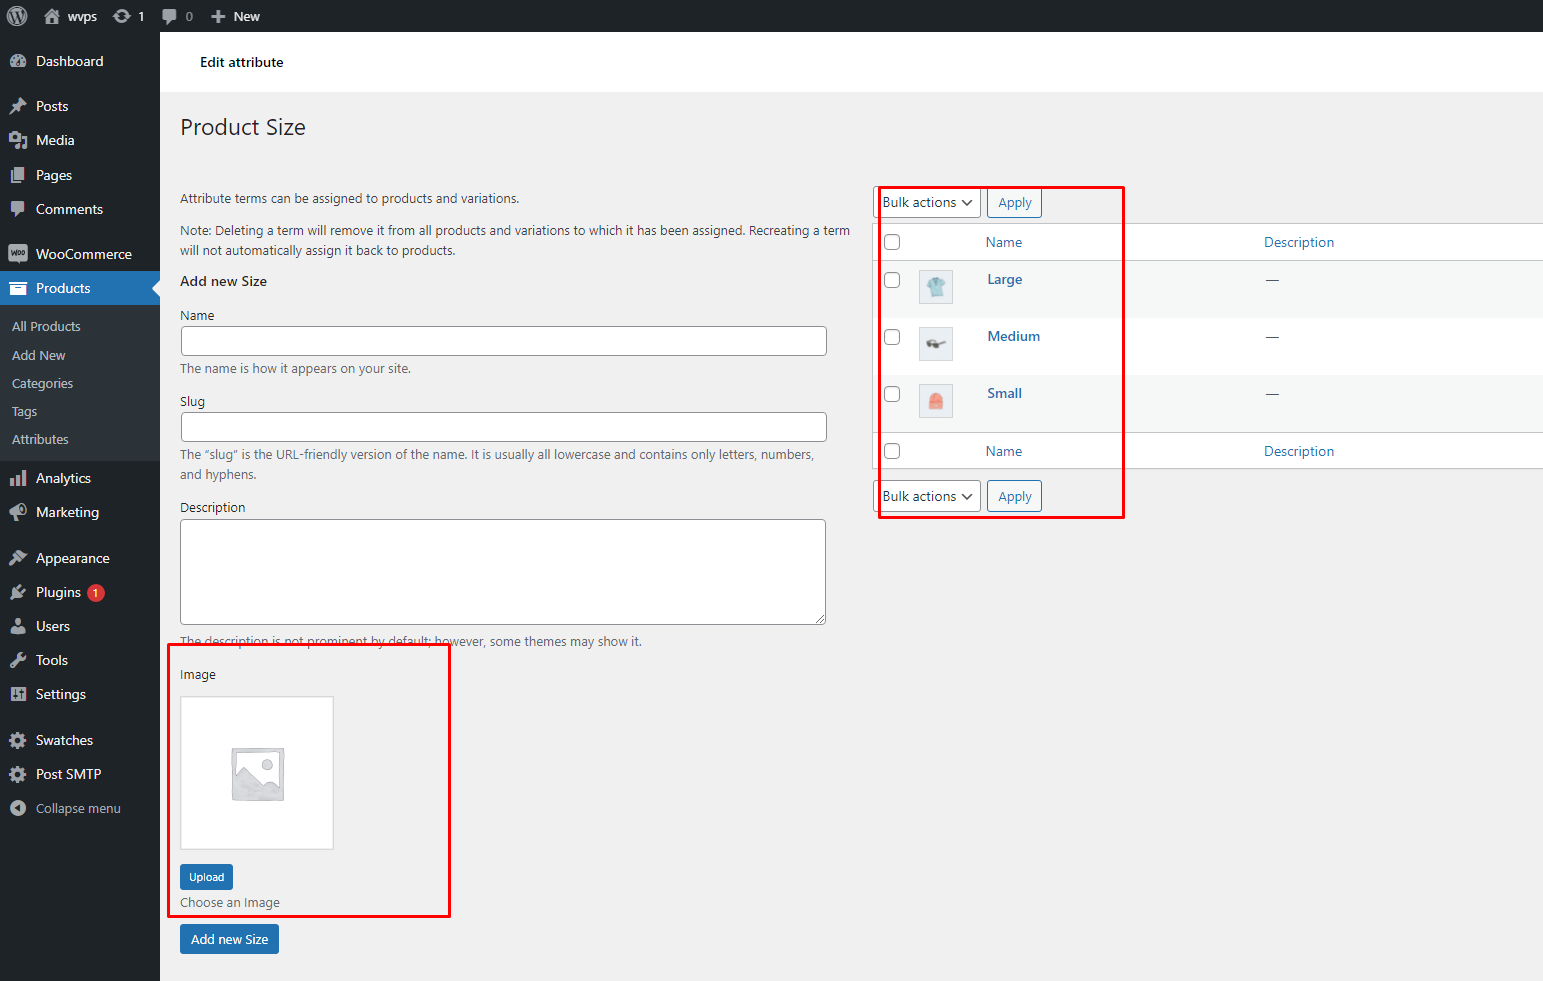 wvps 1 0 New
Dashboard
Posts
Media
Pages
Comments
WooCommerce
Products
All Products
Add New
Categories
Tags
Attributes
Analytics
Marketing
Appearance
Plugins 1
Users
Tools
Settings
Swatches
Post SMTP
Collapse menu
Edit attribute
Product Size
Attribute terms can be assigned to products and variations.
Note: Deleting a term will remove it from all products and variations to which it has been assigned. Recreating a term
will not automatically assign it back to products.
Add new Size
Name
The name is how it appears on your site.
Slug
The “slug” is the URL-friendly version of the name. It is usually all lowercase and contains only letters, numbers,
and hyphens.
Description
The description is not prominent by default; however, some themes may show it.
Image
Upload
Choose an Image
Add new Size
Bulk actions Apply
Name Description
Large —
Medium —
Small —
Name Description
Bulk actions Apply